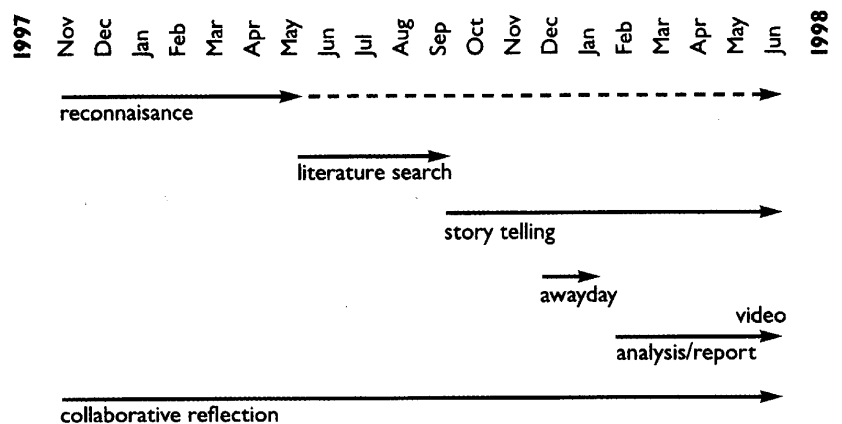 1997 Nov Dec Jan Feb Mar Apr May Jun Jul Aug Sep Oct Nov Dec Jan Feb Mar Apr May Jun 1998
reconnaisance
literature search
story telling
awayday
video
analysis/report
collaborative reflection